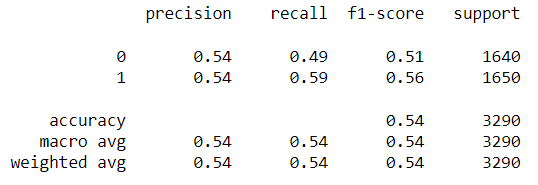 precision recall f1-score support
0 0.54 0.49 0.51 1640
1 0.54 0.59 0.56 1650
accuracy 0.54 3290
macro avg 0.54 0.54 0.54 3290
weighted avg 0.54 0.54 0.54 3290